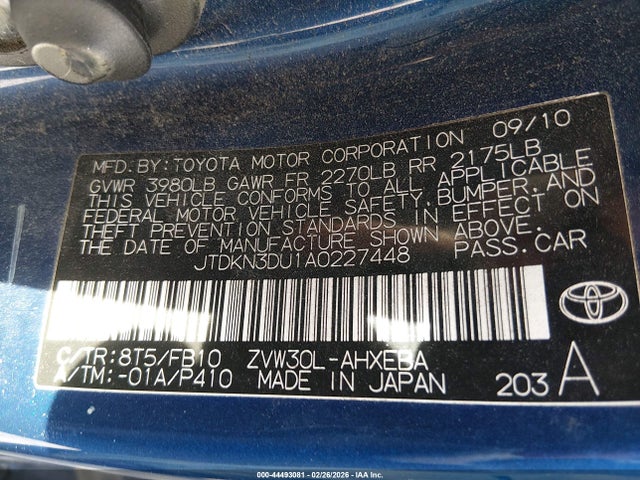 09/10
MFD. BY: TOYOTA MOTOR CORPORATION
GVWR 3980LB GAWR FR 2270LB RR 2175LB
THIS VEHICLE CONFORMS TO ALL APPLICABLE
FEDERAL MOTOR VEHICLE SAFETY, BUMPER, AND
THEFT PREVENTION STANDARDS IN EFFECT ON
THE DATE OF MANUFACTURE SHOWN ABOVE.
JTDKN3DU1A0227448 PASS. CAR
C/TR:8T5/FB10 ZVW30L-AHXEBA
A/TM:-01A/P410 MADE IN JAPAN
203 A
000-44493081 - 02/26/2026 - IAA Inc.